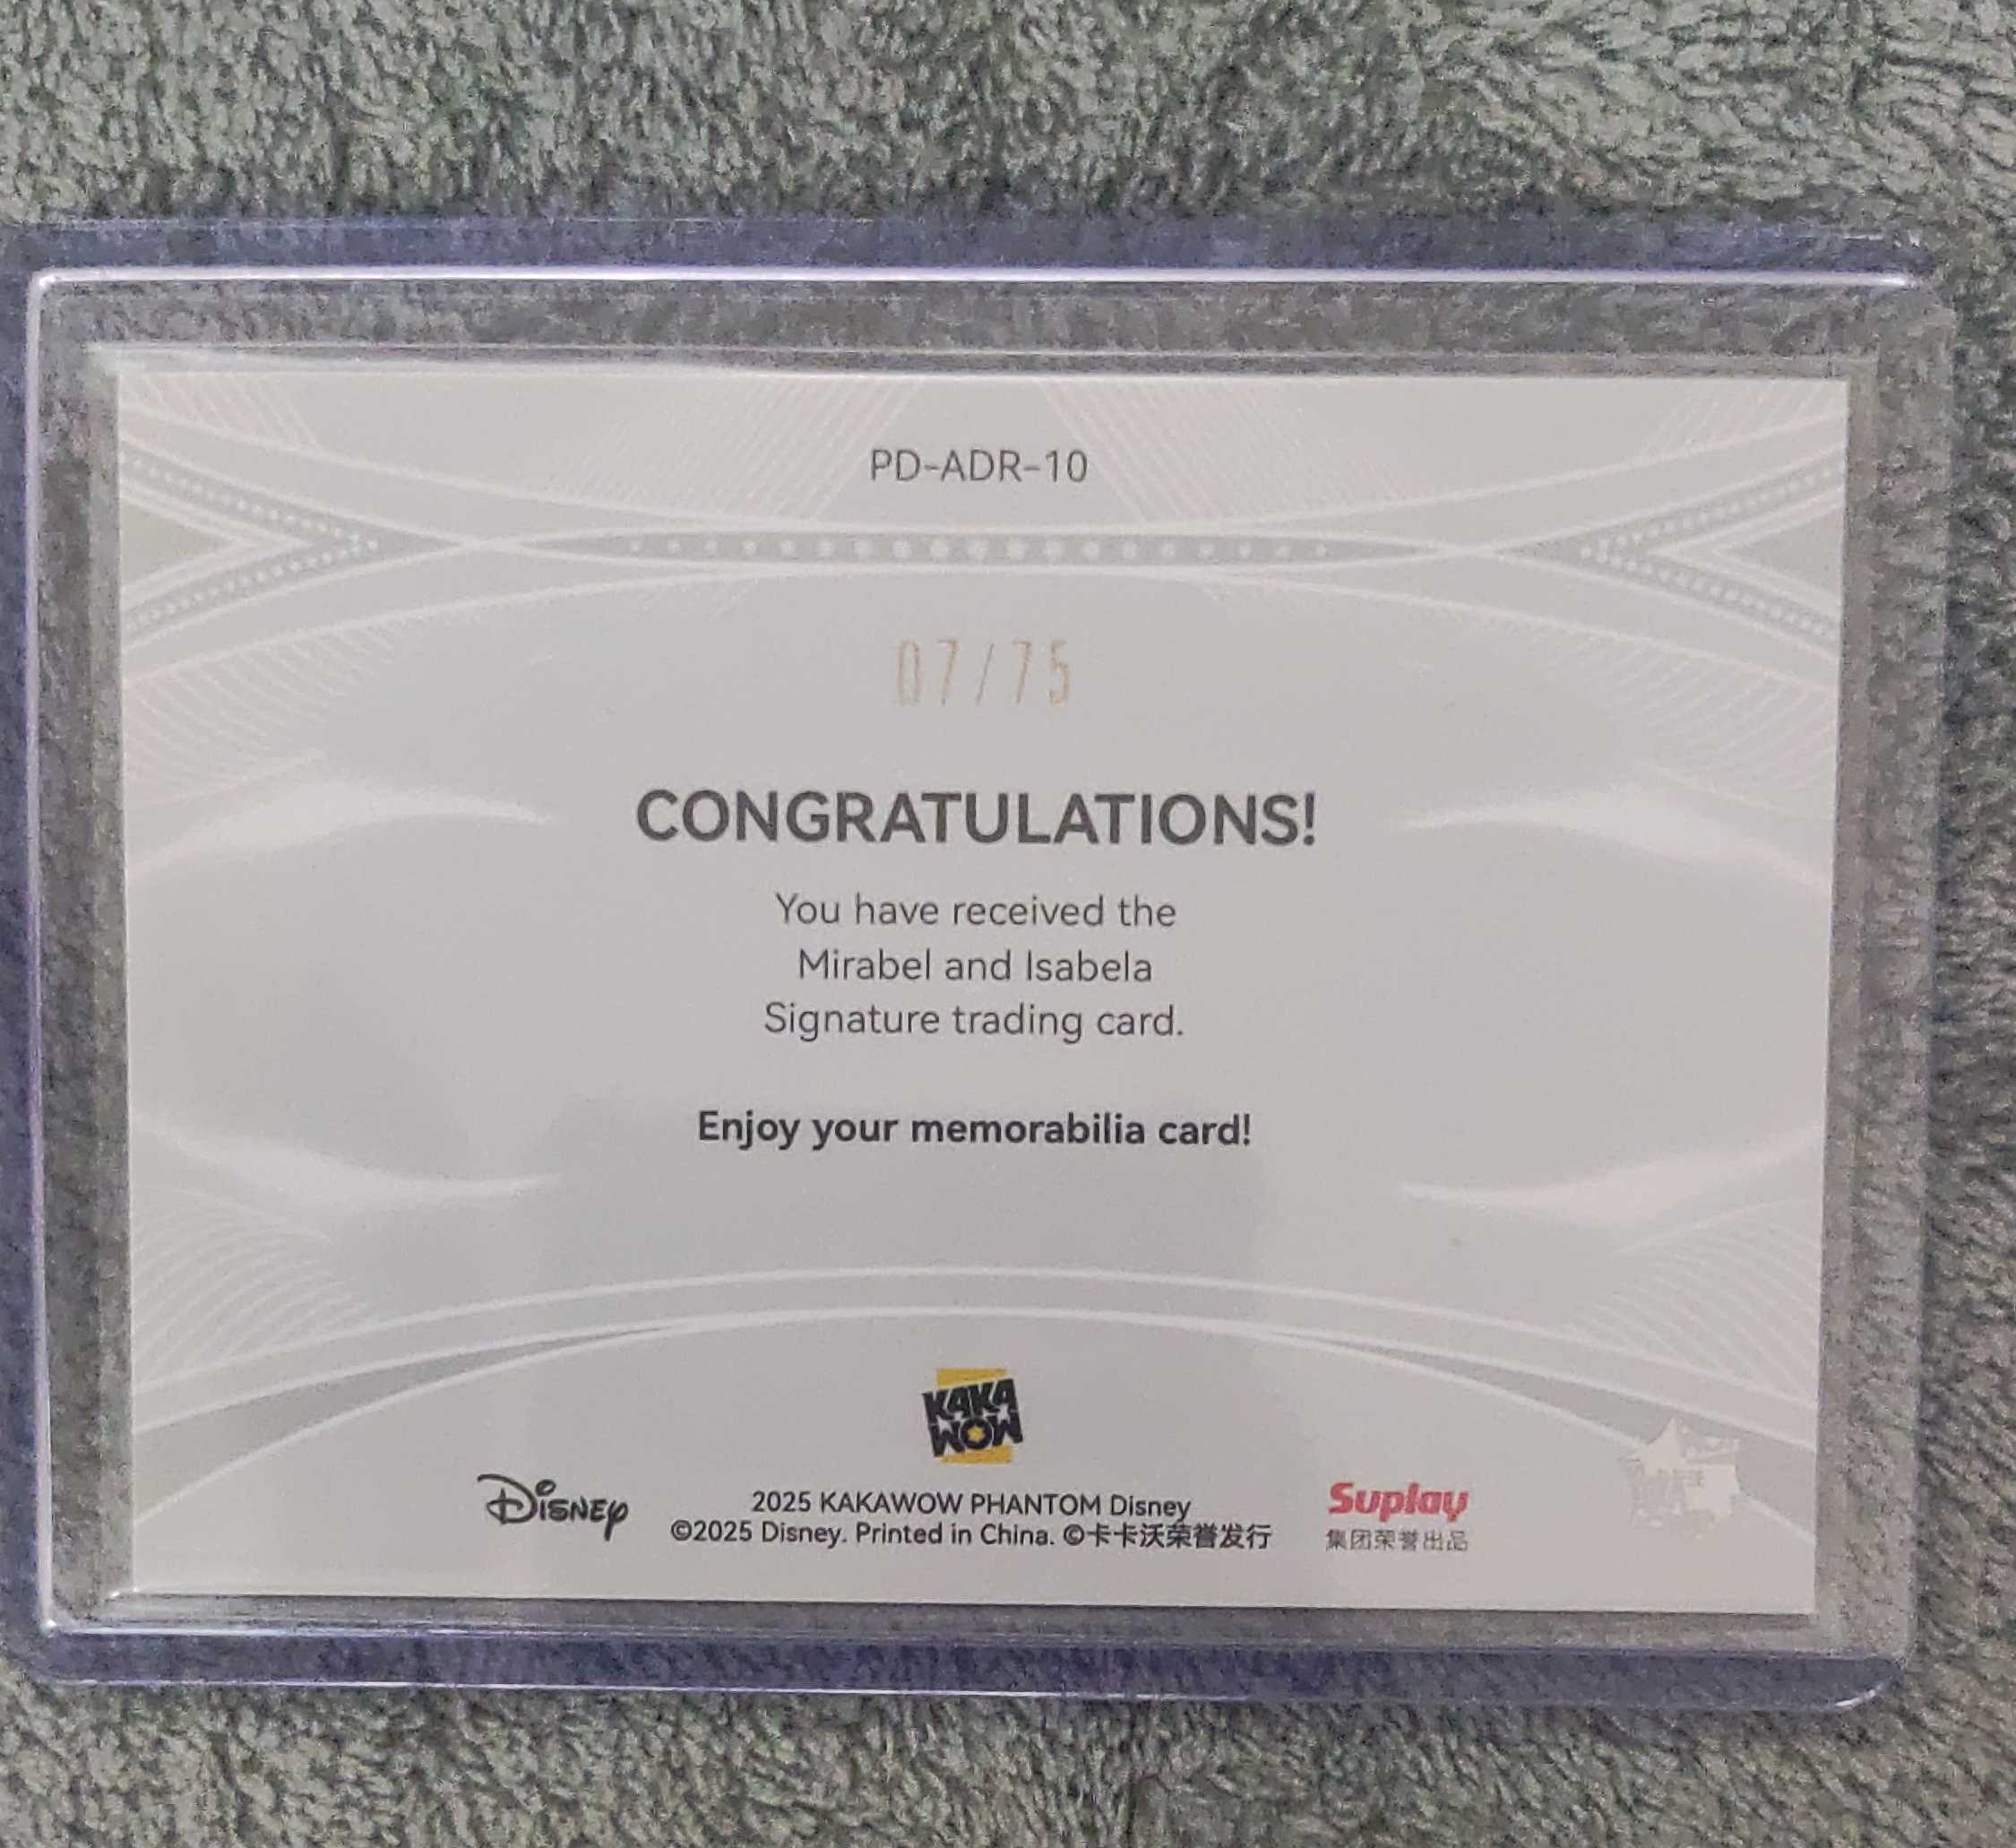 PD-ADR-10
07/75
CONGRATULATIONS!
You have received the
Mirabel and Isabela
Signature trading card.
Enjoy your memorabilia card!
KAKA
WOW
Disney
2025 KAKAWOW PHANTOM Disney
©2025 Disney. Printed in China. ©卡卡沃荣誉发行
Suplay
集团荣誉出品